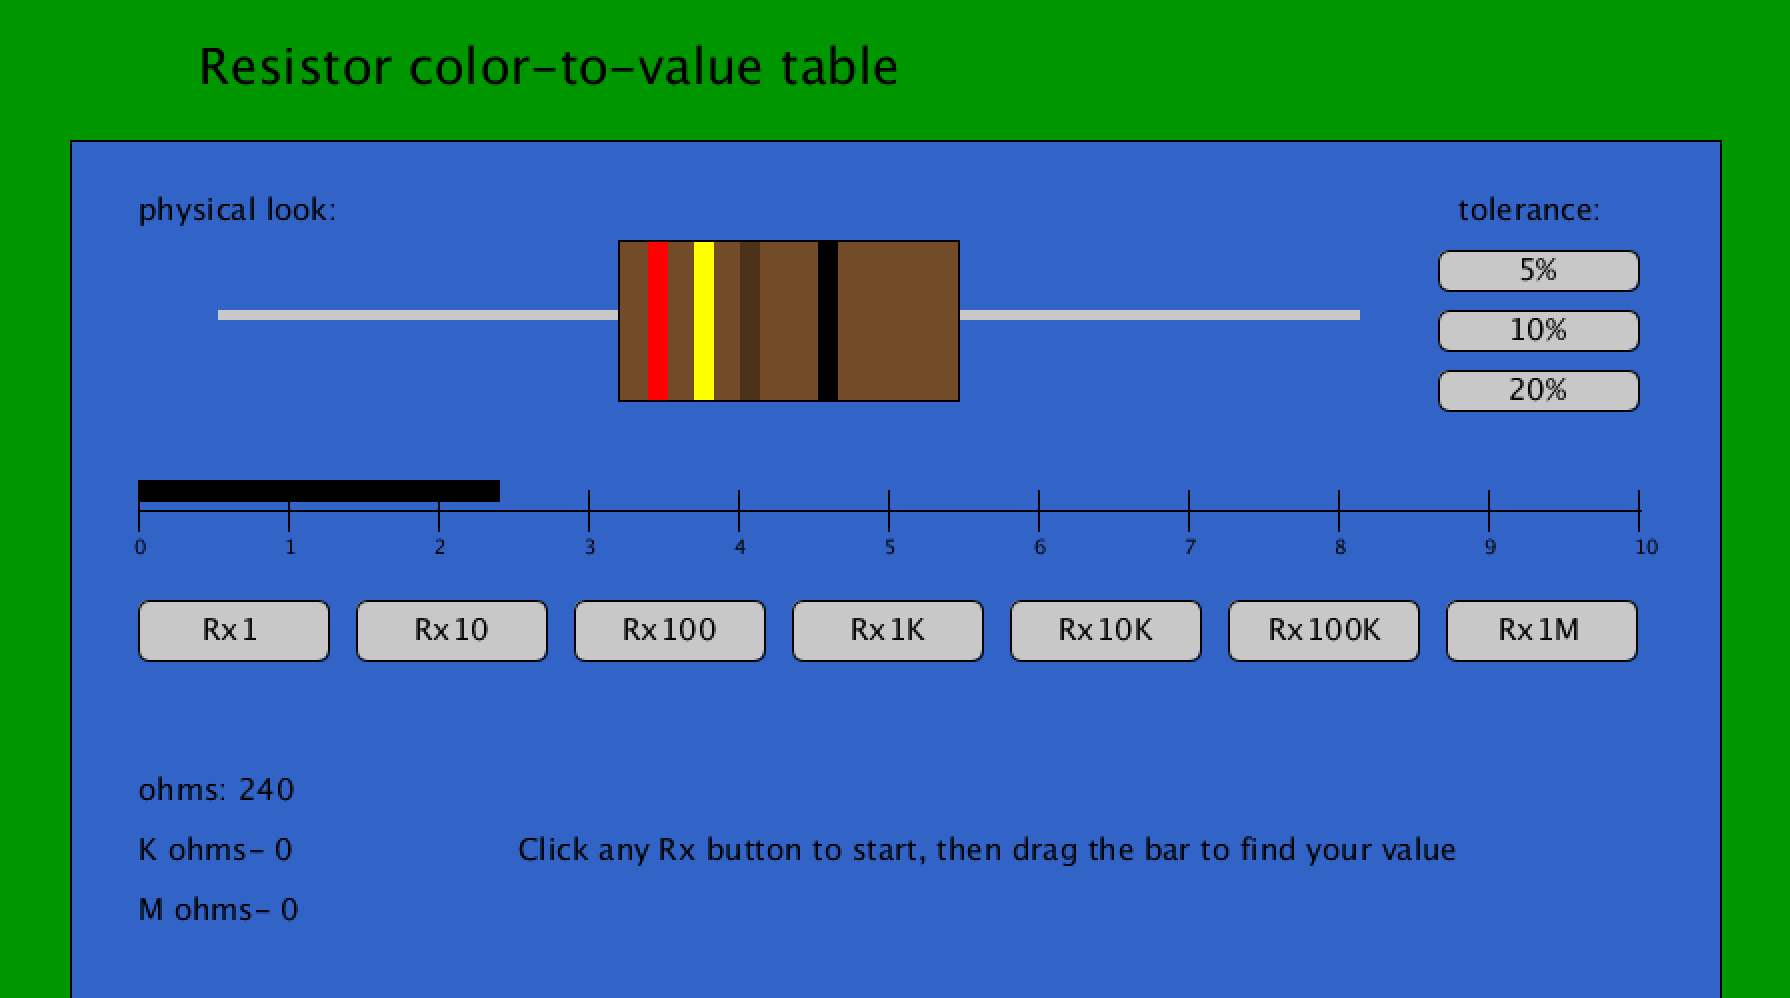 Resistor color-to-value table
physical look:
tolerance:
5%
10%
20%
0 1 2 3 4 5 6 7 8 9 10
Rx1 Rx10 Rx100 Rx1K Rx10K Rx100K Rx1M
ohms: 240
K ohms- 0
Click any Rx button to start, then drag the bar to find your value
M ohms- 0